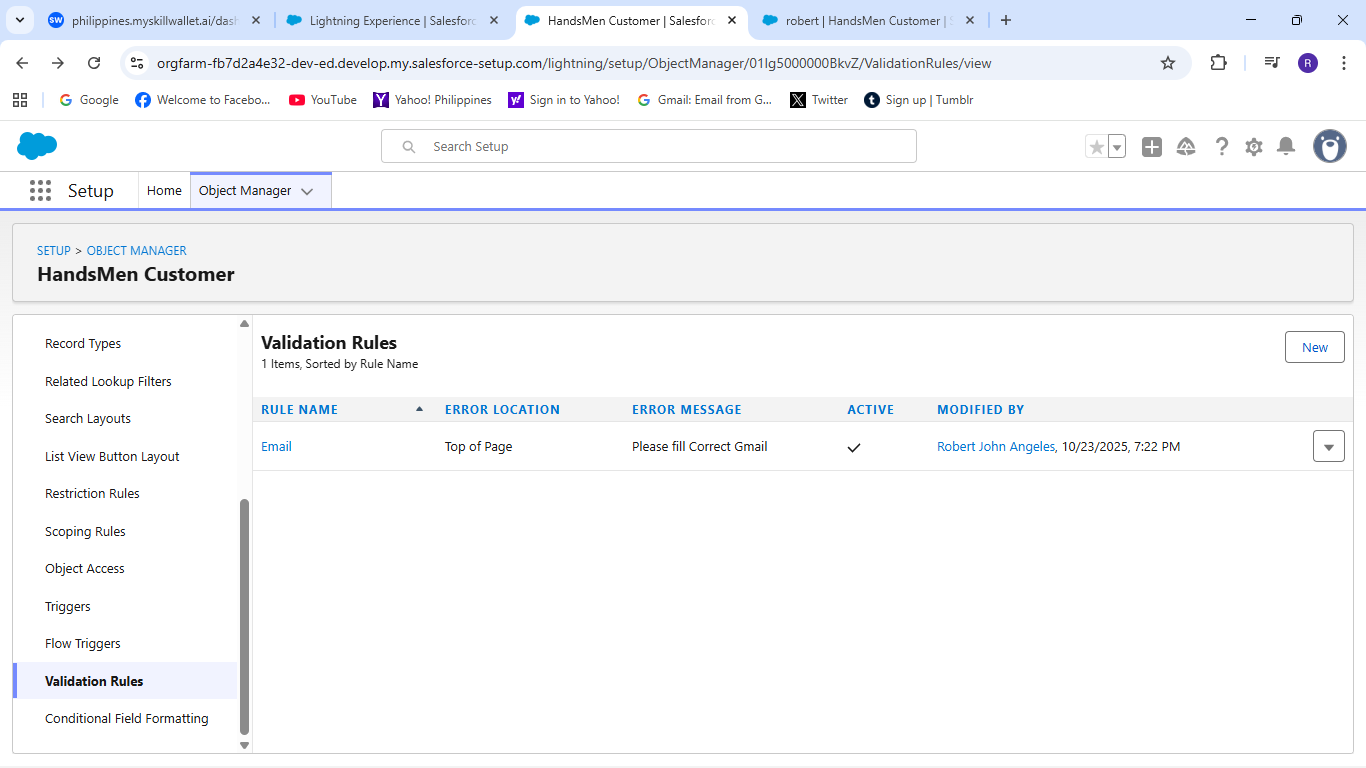 philippines.myskillwallet.ai/dash
Lightning Experience | Salesforc
HandsMen Customer | Salesforc
robert | HandsMen Customer | S
orgfarm-fb7d2a4e32-dev-ed.develop.my.salesforce-setup.com/lightning/setup/ObjectManager/01Ig5000000BkvZ/ValidationRules/view
R
Google
Welcome to Facebo...
YouTube
Yahoo! Philippines
Sign in to Yahoo!
Gmail: Email from G...
Twitter
Sign up | Tumblr
Search Setup
Setup
Home
Object Manager
SETUP > OBJECT MANAGER
HandsMen Customer
Record Types
Related Lookup Filters
Search Layouts
List View Button Layout
Restriction Rules
Scoping Rules
Object Access
Triggers
Flow Triggers
Validation Rules
Conditional Field Formatting
Validation Rules
1 Items, Sorted by Rule Name
New
RULE NAME
ERROR LOCATION
ERROR MESSAGE
ACTIVE
MODIFIED BY
Email
Top of Page
Please fill Correct Gmail
Robert John Angeles, 10/23/2025, 7:22 PM